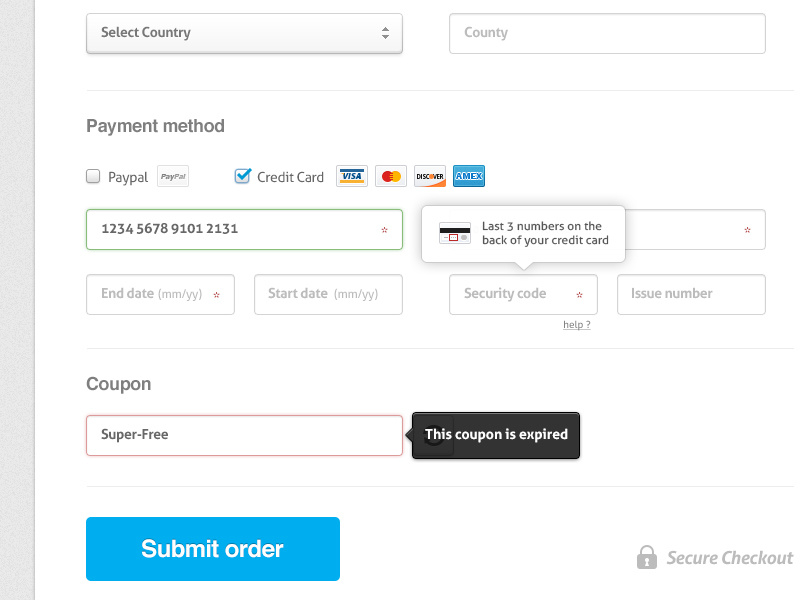 Select Country
County
Payment method
Paypal PayPal Credit Card VISA DISCOVER AMEX
1234 5678 9101 2131 *
Last 3 numbers on the
back of your credit card
*
End date (mm/yy) *
Start date (mm/yy)
Security code *
Issue number
help ?
Coupon
Super-Free
This coupon is expired
Submit order
Secure Checkout